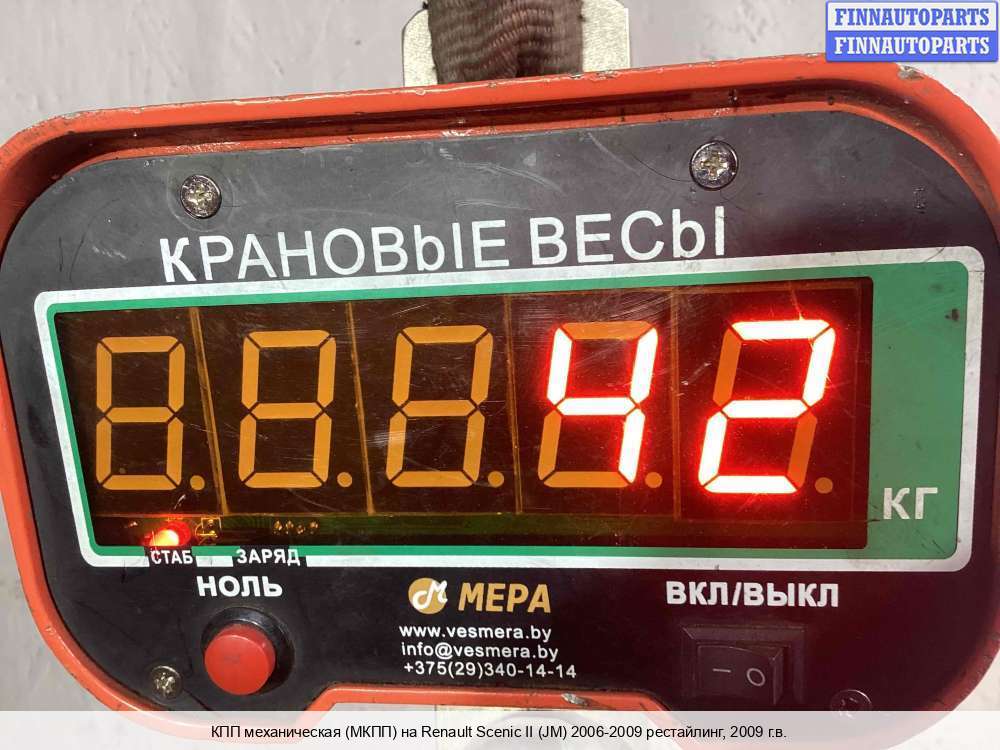 FINNAUTOPARTS
FINNAUTOPARTS
КРАНОВЫЕ ВЕСЫ
42
КГ
СТАБ ЗАРЯД
НОЛЬ
МЕРА
ВКЛ/ВЫКЛ
www.vesmera.by
info@vesmera.by
+375(29)340-14-14
КПП механическая (МКПП) на Renault Scenic II (JM) 2006-2009 рестайлинг, 2009 г.в.